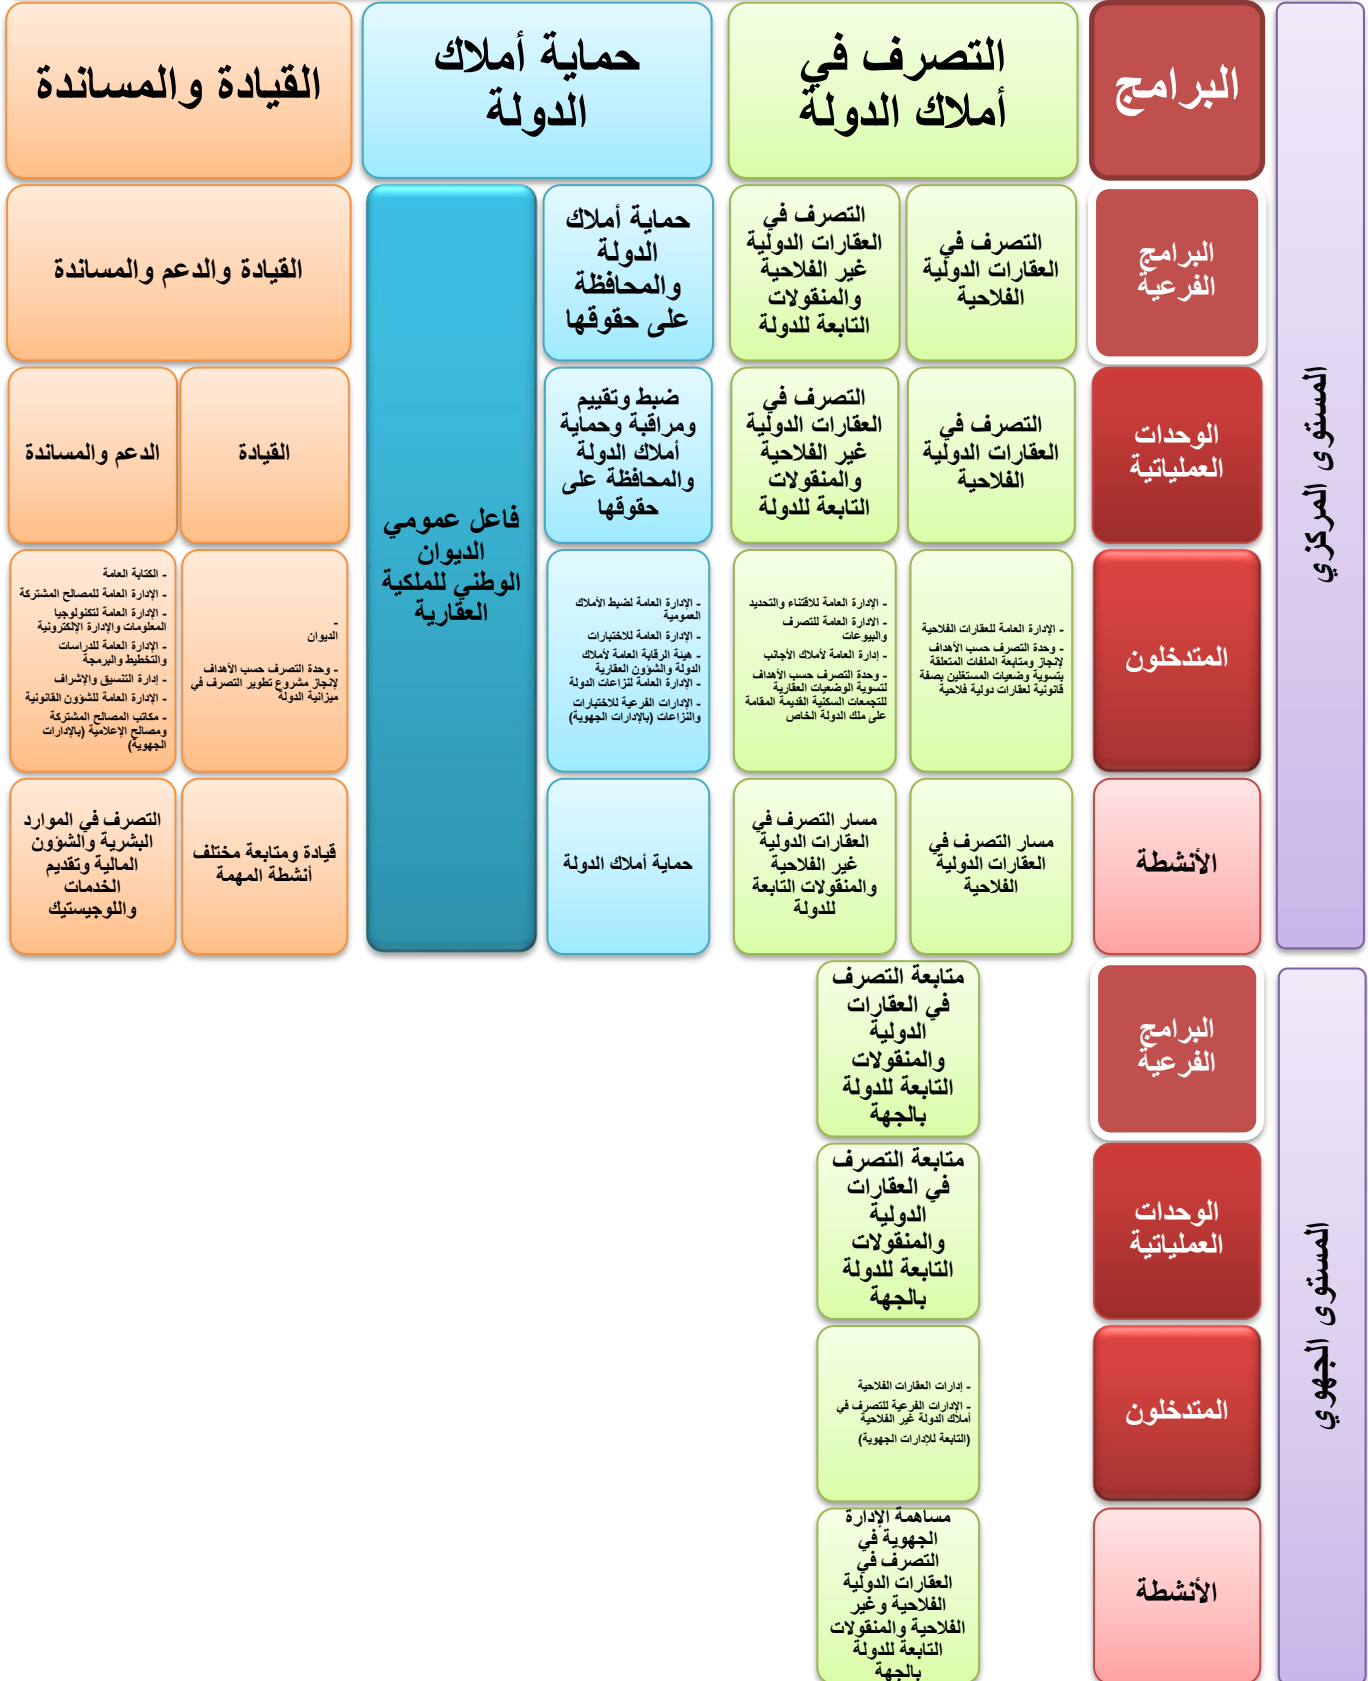 المستوى المركزي
البرامج
التصرف في
أملاك الدولة
حماية أملاك
الدولة
القيادة والمساندة
البرامج
الفرعية
التصرف في
العقارات الدولية
الفلاحية
التصرف في
العقارات الدولية
غير الفلاحية
والمنقولات
التابعة للدولة
حماية أملاك
الدولة
والمحافظة
على حقوقها
فاعل عمومي
الديوان
الوطني للملكية
العقارية
القيادة والدعم والمساندة
الوحدات
العملياتية
التصرف في
العقارات الدولية
الفلاحية
التصرف في
العقارات الدولية
غير الفلاحية
والمنقولات
التابعة للدولة
ضبط وتقييم
ومراقبة وحماية
أملاك الدولة
والمحافظة على
حقوقها
القيادة
الدعم والمساندة
المتدخلون
- الإدارة العامة للعقارات الفلاحية
- وحدة التصرف حسب الأهداف
لإنجاز ومتابعة الملفات المتعلقة
بتسوية وضعيات المستغلين بصفة
قانونية لعقارات دولية فلاحية
- الإدارة العامة للاقتناء والتحديد
- الادارة العامة للتصرف
والبيوعات
- إدارة العامة لأملاك الأجانب
- وحدة التصرف حسب الأهداف
لتسوية الوضعيات العقارية
للتجمعات السكنية القديمة المقامة
على ملك الدولة الخاص
- الإدارة العامة لضبط الأملاك
العمومية
- الإدارة العامة للاختبارات
- هيئة الرقابة العامة لأملاك
الدولة والشؤون العقارية
- الإدارة العامة لنزاعات الدولة
- الإدارات الفرعية للاختبارات
والنزاعات (بالإدارات الجهوية)
-
الديوان
- وحدة التصرف حسب الأهداف
لإنجاز مشروع تطوير التصرف في
ميزانية الدولة
- الكتابة العامة
- الإدارة العامة للمصالح المشتركة
- الإدارة العامة لتكنولوجيا
المعلومات والإدارة الإلكترونية
- الإدارة العامة للدراسات
والتخطيط والبرمجة
- إدارة التنسيق والإشراف
- الإدارة العامة للشؤون القانونية
- مكاتب المصالح المشتركة
ومصالح الإعلامية (بالإدارات
الجهوية)
الأنشطة
مسار التصرف في
العقارات الدولية
الفلاحية
مسار التصرف في
العقارات الدولية
غير الفلاحية
والمنقولات التابعة
للدولة
حماية أملاك الدولة
قيادة ومتابعة مختلف
أنشطة المهمة
التصرف في الموارد
البشرية والشؤون
المالية وتقديم
الخدمات
واللوجيستيك
المستوى الجهوي
البرامج
الفرعية
متابعة التصرف
في العقارات
الدولية
والمنقولات
التابعة للدولة
بالجهة
الوحدات
العملياتية
متابعة التصرف
في العقارات
الدولية
والمنقولات
التابعة للدولة
بالجهة
المتدخلون
- إدارات العقارات الفلاحية
- الإدارات الفرعية للتصرف في
أملاك الدولة غير الفلاحية
(التابعة للإدارات الجهوية)
الأنشطة
مساهمة الإدارة
الجهوية في
التصرف في
العقارات الدولية
الفلاحية وغير
الفلاحية والمنقولات
التابعة للدولة
بالجهة